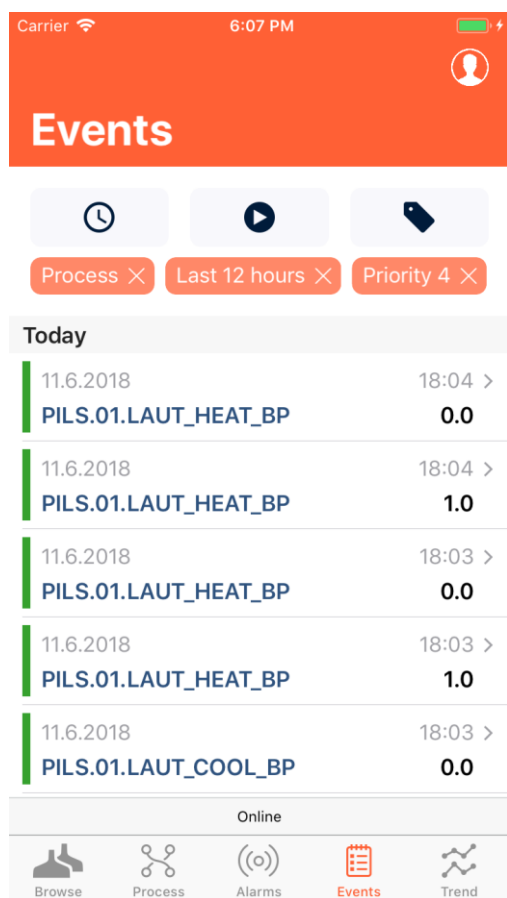 Carrier 6:07 PM
Events
Process Last 12 hours Priority 4
Today
11.6.2018 18:04
PILS.01.LAUT_HEAT_BP 0.0
11.6.2018 18:04
PILS.01.LAUT_HEAT_BP 1.0
11.6.2018 18:03
PILS.01.LAUT_HEAT_BP 0.0
11.6.2018 18:03
PILS.01.LAUT_HEAT_BP 1.0
11.6.2018 18:03
PILS.01.LAUT_COOL_BP 0.0
Online
Browse Process Alarms Events Trend